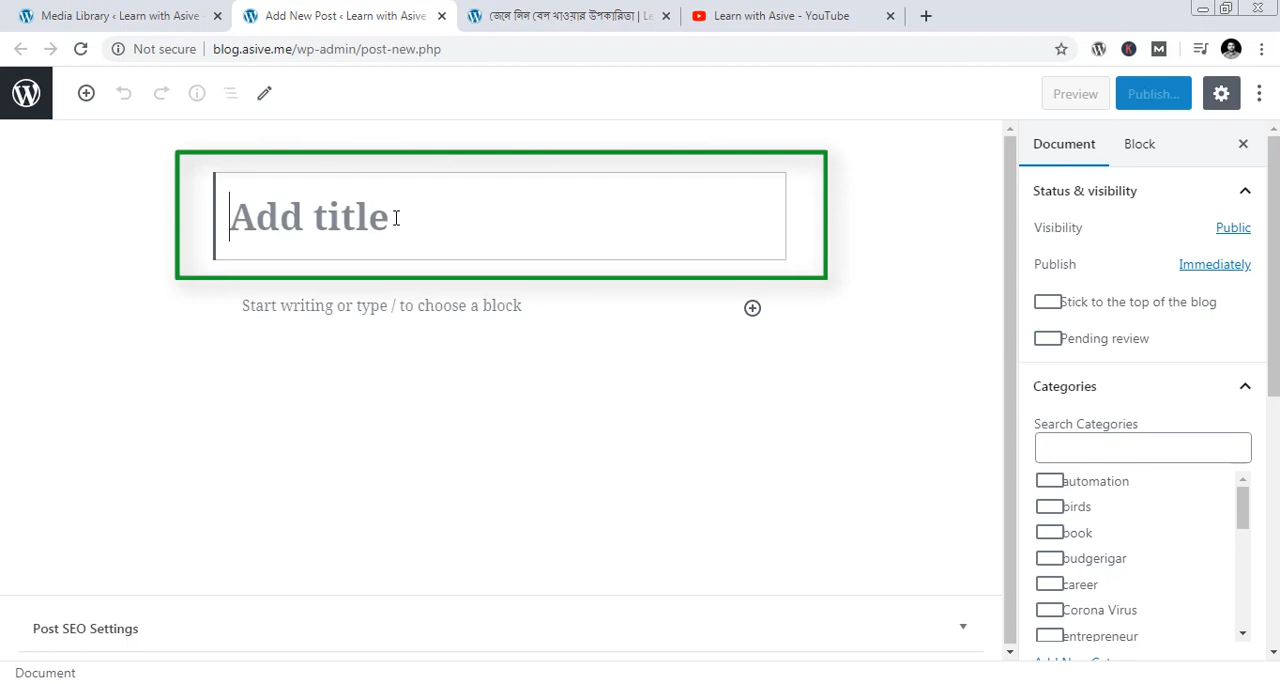 Media Library ‹ Learn with Asive -
Add New Post ‹ Learn with Asive
জেনে নিন বেল খাওয়ার উপকারিতা | Le
Learn with Asive - YouTube
Not secure
blog.asive.me/wp-admin/post-new.php
Preview
Publish...
Document
Block
Add title
Status & visibility
Visibility
Public
Publish
Immediately
Stick to the top of the blog
Pending review
Start writing or type / to choose a block
Categories
Search Categories
automation
birds
book
budgerigar
career
Corona Virus
entrepreneur
Post SEO Settings
Document